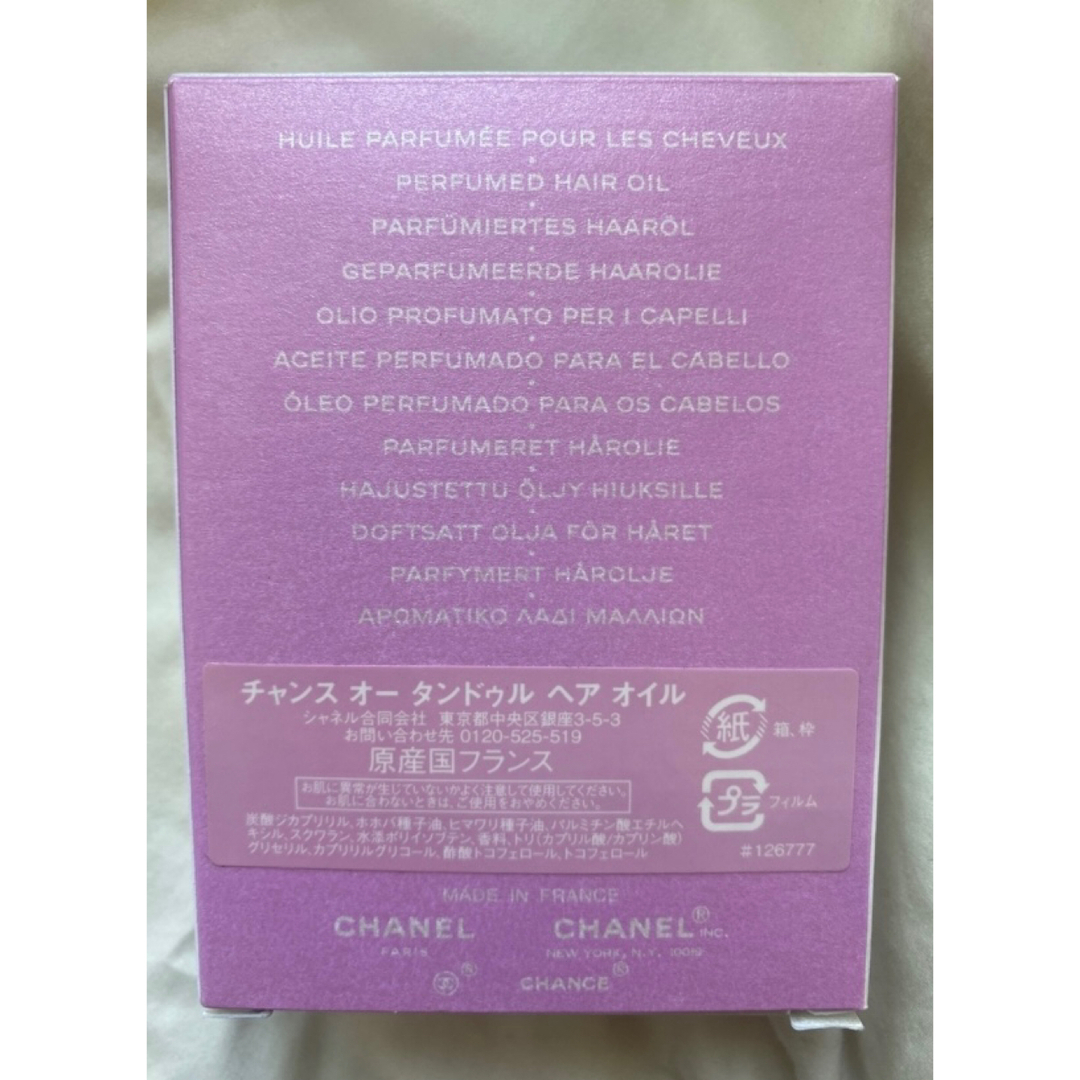 HUILE PARFUMÉE POUR LES CHEVEUX
PERFUMED HAIR OIL
PARFÜMIERTES HAARÖL
GEPARFUMEERDE HAAROLIE
OLIO PROFUMATO PER I CAPELLI
ACEITE PERFUMADO PARA EL CABELLO
ÓLEO PERFUMADO PARA OS CABELOS
PARFUMERET HÅROLIE
HAJUSTETTU ÖLJY HIUKSILLE
DOFTSATT OLJA FÖR HÅRET
PARFYMERT HÅROLJE
ΑΡΩΜΑΤΙΚΟ ΛΑΔΙ ΜΑΛΛΙΩΝ
チャンス オー タンドゥル ヘア オイル
シャネル合同会社 東京都中央区銀座3-5-3
お問い合わせ先 0120-525-519
原産国フランス
お肌に異常が生じていないかよく注意して使用してください。
お肌に合わないときは、ご使用をおやめください。
炭酸ジカプリリル、ホホバ種子油、ヒマワリ種子油、パルミチン酸エチルヘ
キシル、スクワラン、水添ポリイソブテン、香料、トリ(カプリル酸/カプリン酸)
グリセリル、カプリリルグリコール、酢酸トコフェロール、トコフェロール
紙 箱、枠
プラ フィルム
#126777
MADE IN FRANCE
CHANEL
PARIS
CHANEL® INC.
NEW YORK, N.Y. 10019
®
CHANCE®